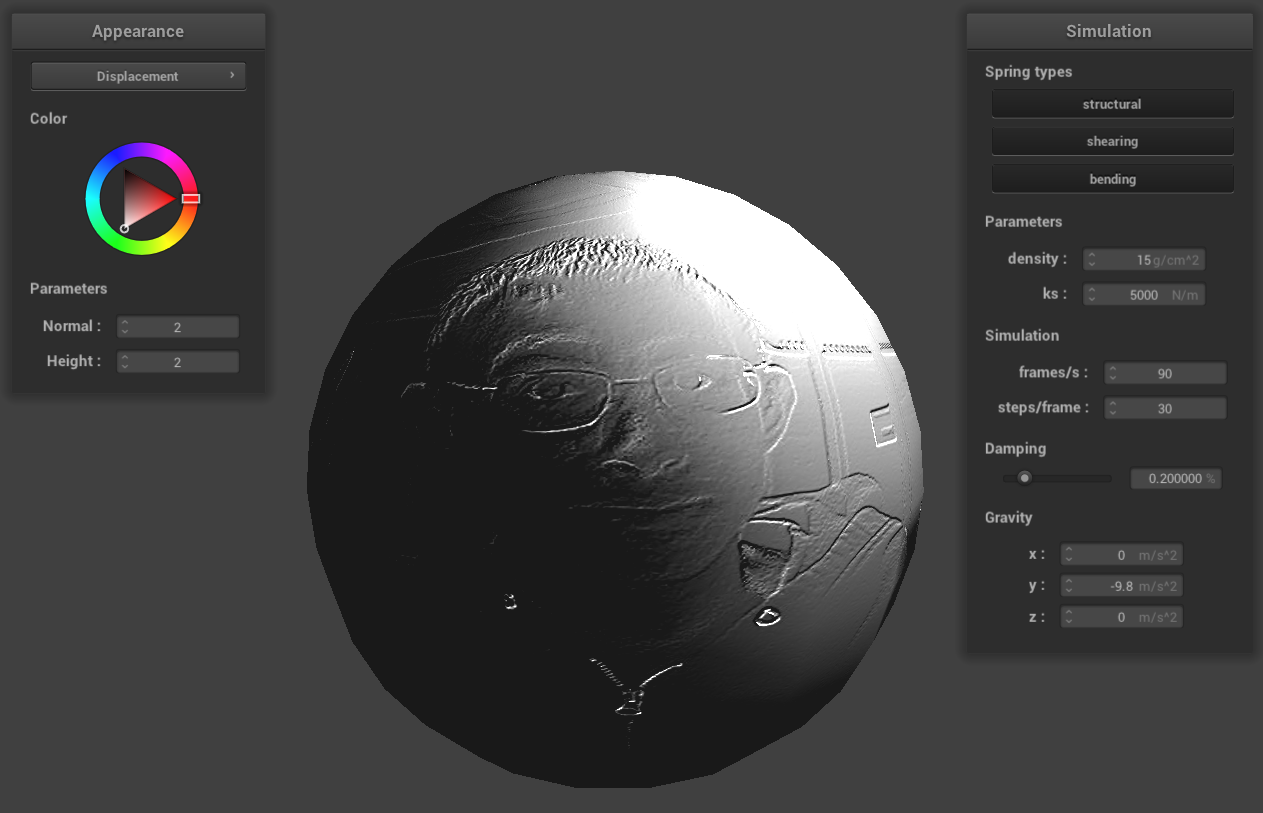 Appearance
Displacement
Color
Parameters
Normal : 2
Height : 2
Simulation
Spring types
structural
shearing
bending
Parameters
density : 15 g/cm^2
ks : 5000 N/m
Simulation
frames/s : 90
steps/frame : 30
Damping
0.200000 %
Gravity
x : 0 m/s^2
y : -9.8 m/s^2
z : 0 m/s^2